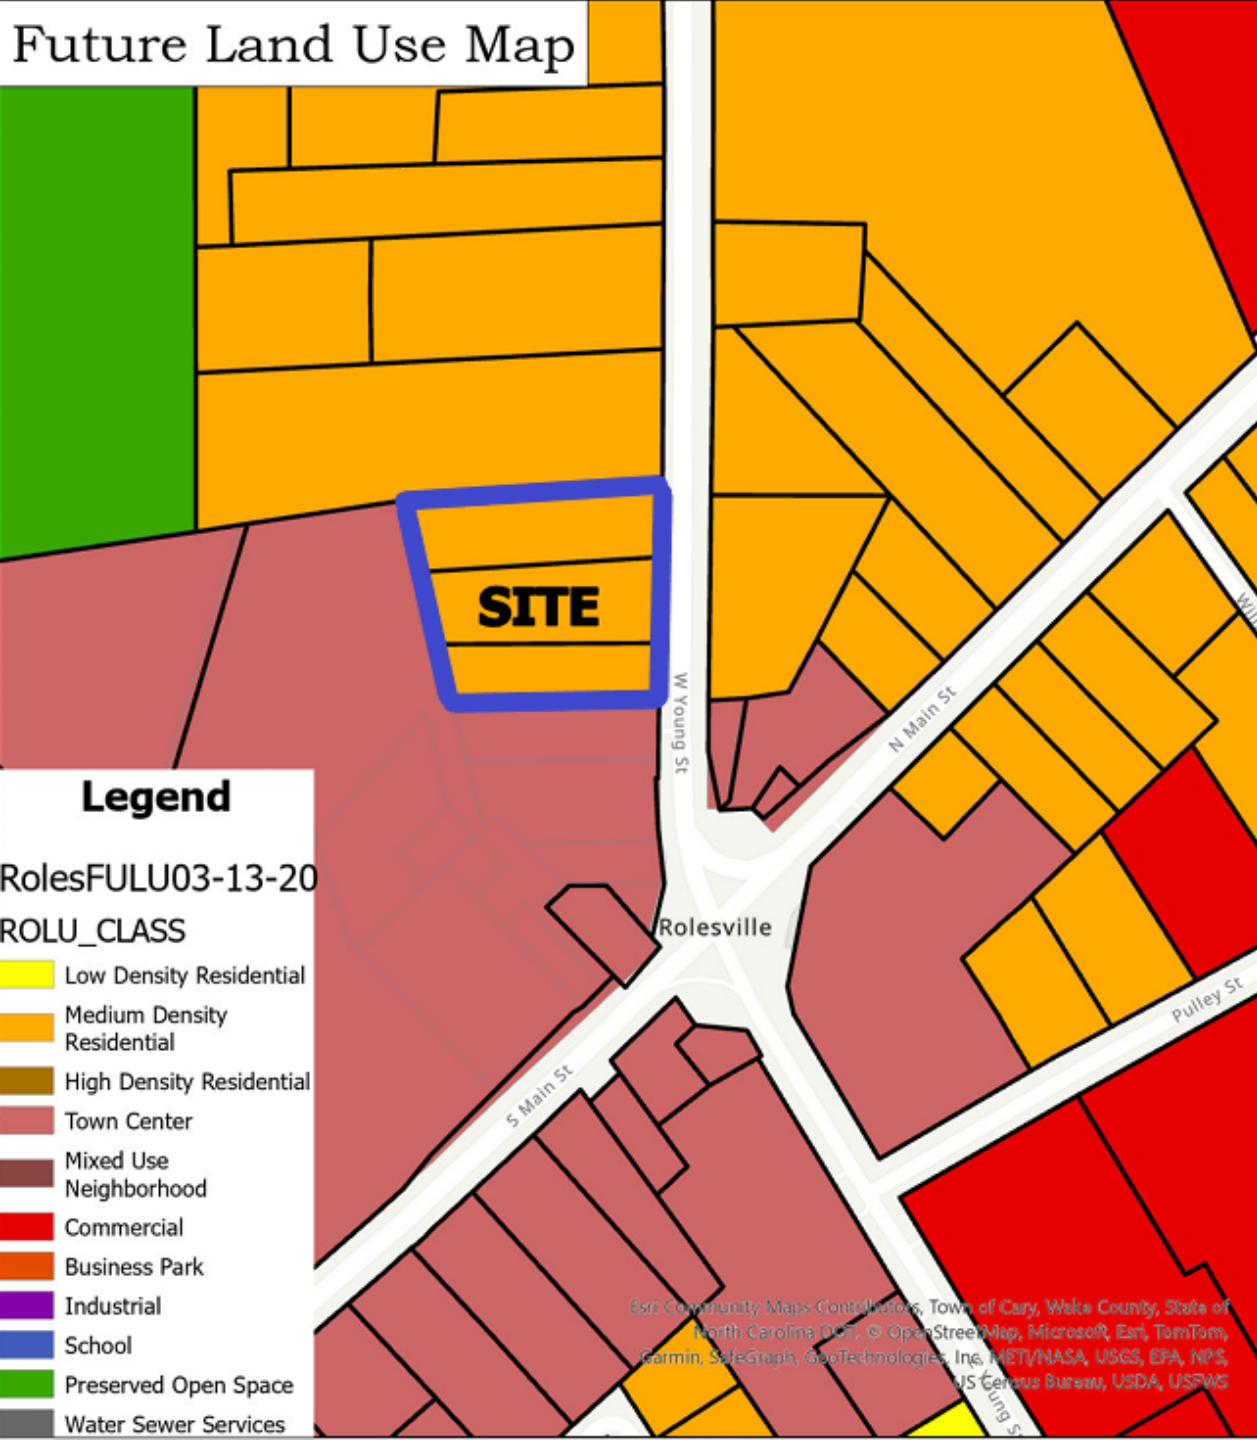 Future Land Use Map
SITE
W Young St
N Main St
Rolesville
Pulley St
S Main St
Legend
RolesFULU03-13-20
ROLU_CLASS
Low Density Residential
Medium Density
Residential
High Density Residential
Town Center
Mixed Use
Neighborhood
Commercial
Business Park
Industrial
School
Preserved Open Space
Water Sewer Services
Esri Community Maps Contributors, Town of Cary, Wake County, State of
North Carolina DOT, © OpenStreetMap, Microsoft, Esri, TomTom,
Garmin, SafeGraph, GeoTechnologies, Inc, METI/NASA, USGS, EPA, NPS,
US Census Bureau, USDA, USFWS